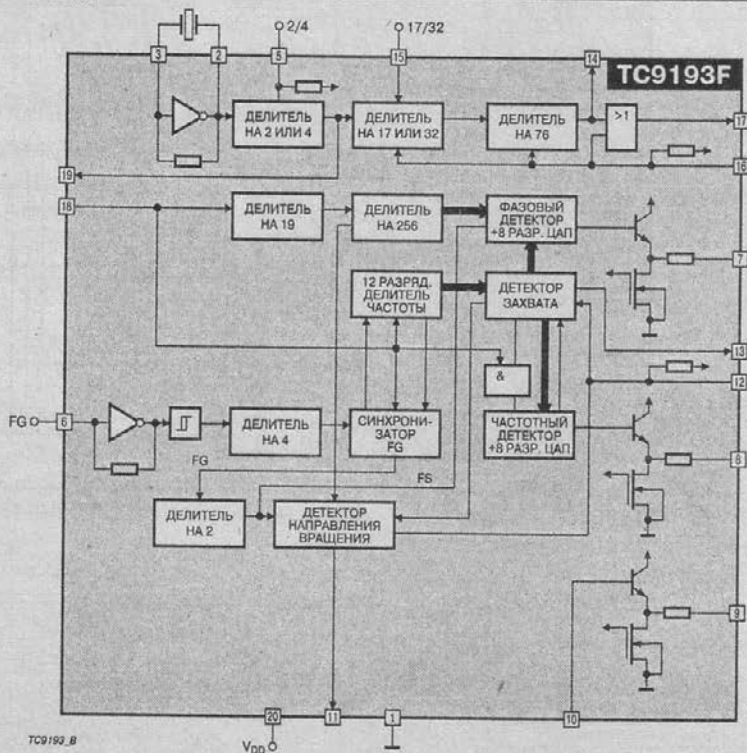 2/4
17/32
3
2
5
15
14
TC9193F
ДЕЛИТЕЛЬ
НА 2 ИЛИ 4
ДЕЛИТЕЛЬ
НА 17 ИЛИ 32
ДЕЛИТЕЛЬ
НА 76
>1
17
16
19
18
ДЕЛИТЕЛЬ
НА 19
ДЕЛИТЕЛЬ
НА 256
ФАЗОВЫЙ
ДЕТЕКТОР
+8 РАЗР. ЦАП
7
12 РАЗРЯД.
ДЕЛИТЕЛЬ
ЧАСТОТЫ
ДЕТЕКТОР
ЗАХВАТА
13
12
&
FG
6
ДЕЛИТЕЛЬ
НА 4
СИНХРОНИ-
ЗАТОР
FG
ЧАСТОТНЫЙ
ДЕТЕКТОР
+8 РАЗР. ЦАП
8
FG
FS
ДЕЛИТЕЛЬ
НА 2
ДЕТЕКТОР
НАПРАВЛЕНИЯ
ВРАЩЕНИЯ
9
20
11
1
10
TC9193_B
VDD